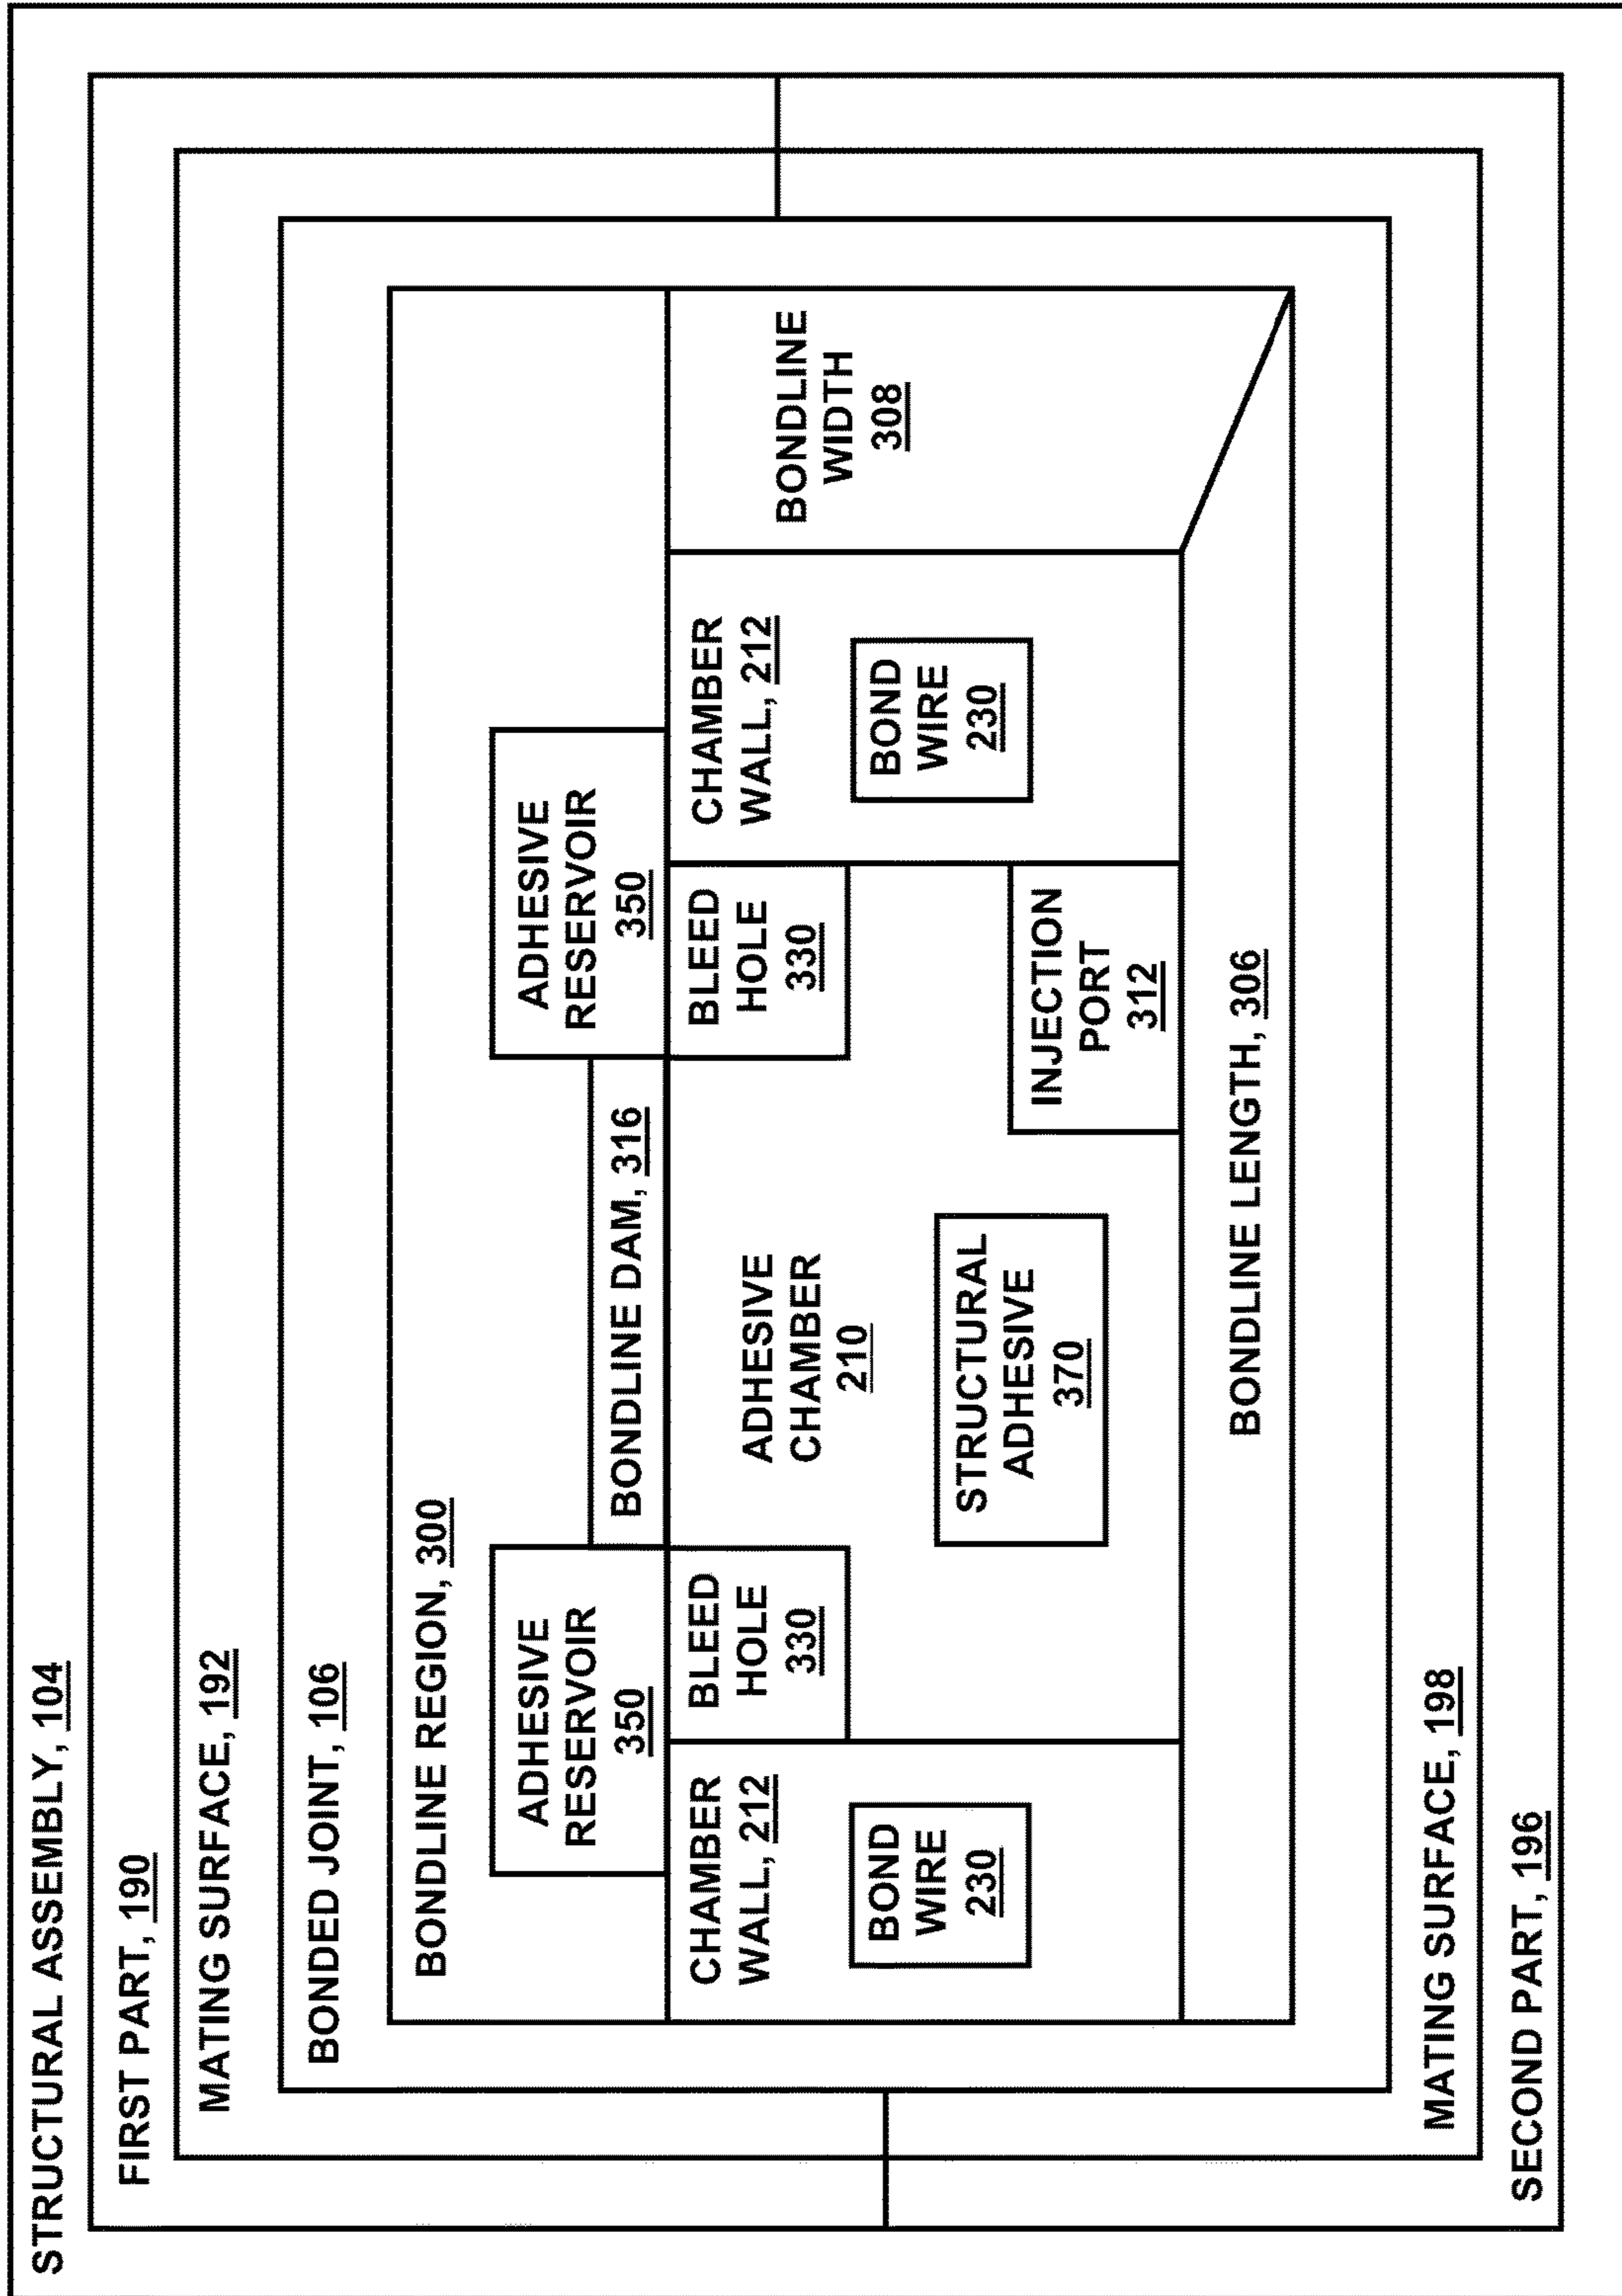 STRUCTURAL ASSEMBLY, 104
FIRST PART, 190
MATING SURFACE, 192
BONDED JOINT, 106
BONDLINE REGION, 300
ADHESIVE
RESERVOIR
350
BONDLINE DAM, 316
ADHESIVE
RESERVOIR
350
CHAMBER
WALL, 212
BOND
WIRE
230
BLEED
HOLE
330
ADHESIVE
CHAMBER
210
STRUCTURAL
ADHESIVE
370
BLEED
HOLE
330
INJECTION
PORT
312
CHAMBER
WALL, 212
BOND
WIRE
230
BONDLINE
WIDTH
308
BONDLINE LENGTH, 306
MATING SURFACE, 198
SECOND PART, 196